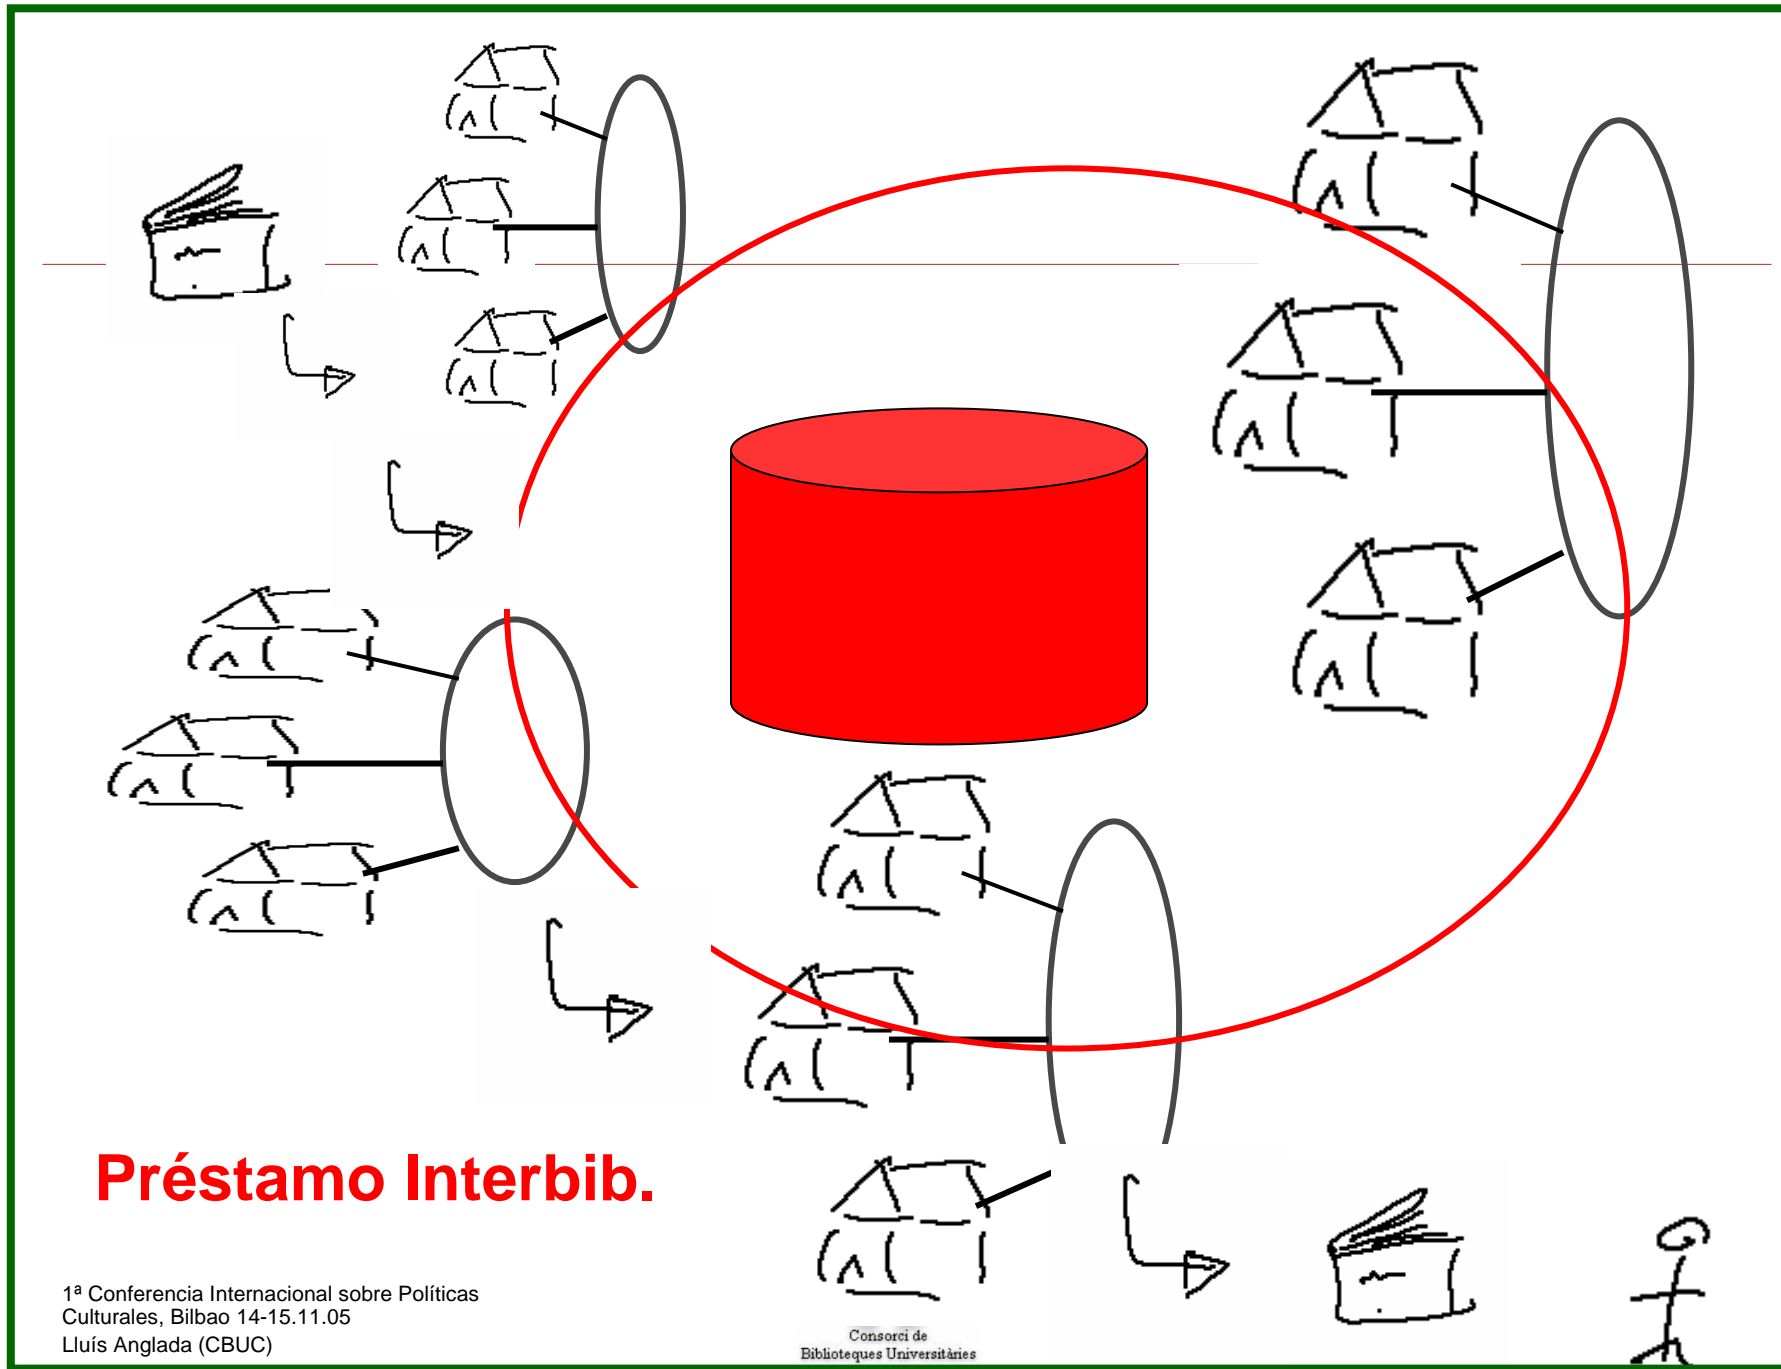 Préstamo Interbib.
1ª Conferencia Internacional sobre Políticas
Culturales, Bilbao 14-15.11.05
Lluís Anglada (CBUC)
Consorci de
Biblioteques Universitàries